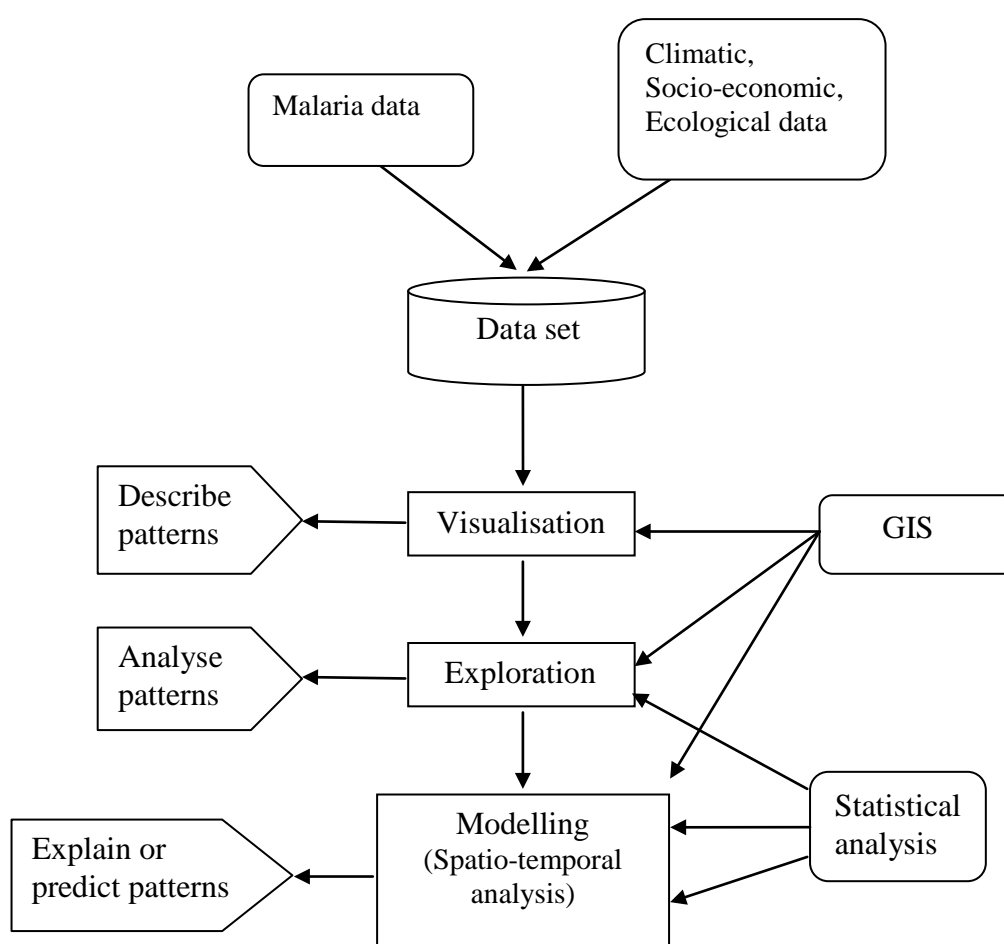 Malaria data
Climatic,
Socio-economic,
Ecological data
Data set
Describe
patterns
Visualisation
GIS
Analyse
patterns
Exploration
Explain or
predict patterns
Modelling
(Spatio-temporal
analysis)
Statistical
analysis